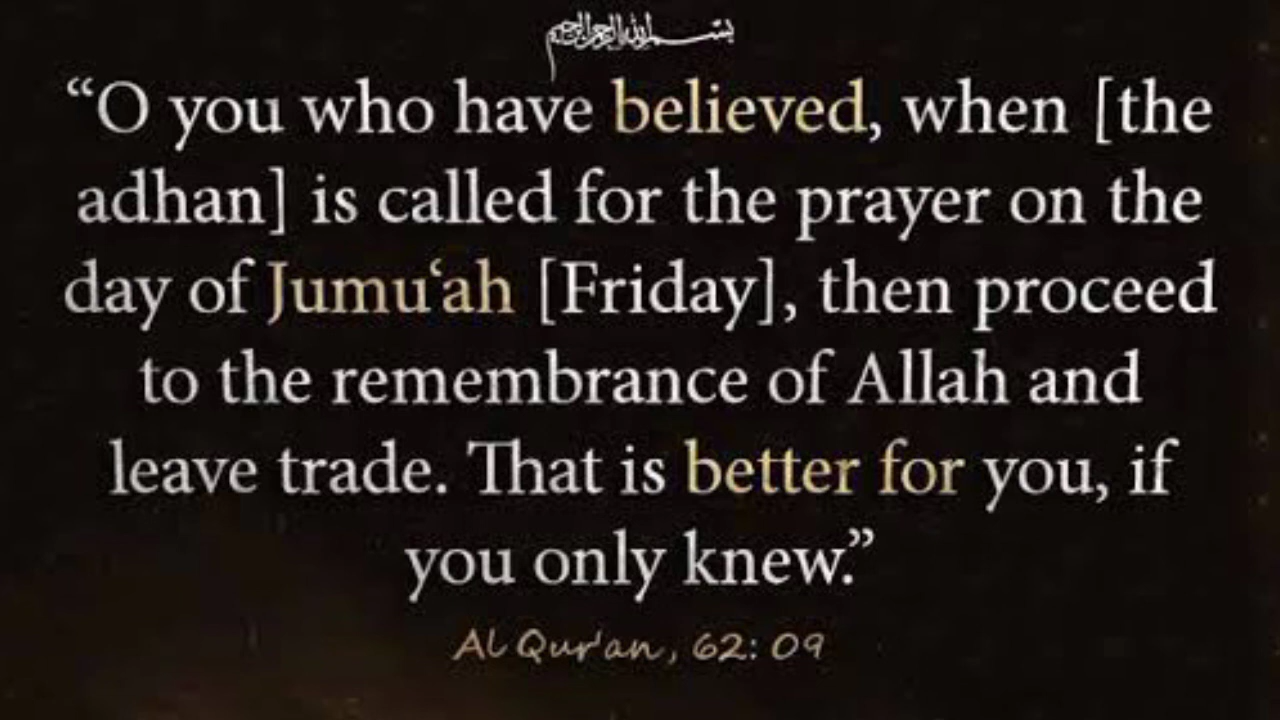 بسم الله الرحمن الرحيم
“O you who have believed, when [the
adhan] is called for the prayer on the
day of Jumu‘ah [Friday], then proceed
to the remembrance of Allah and
leave trade. That is better for you, if
you only knew.”
Al Qur'an, 62: 09